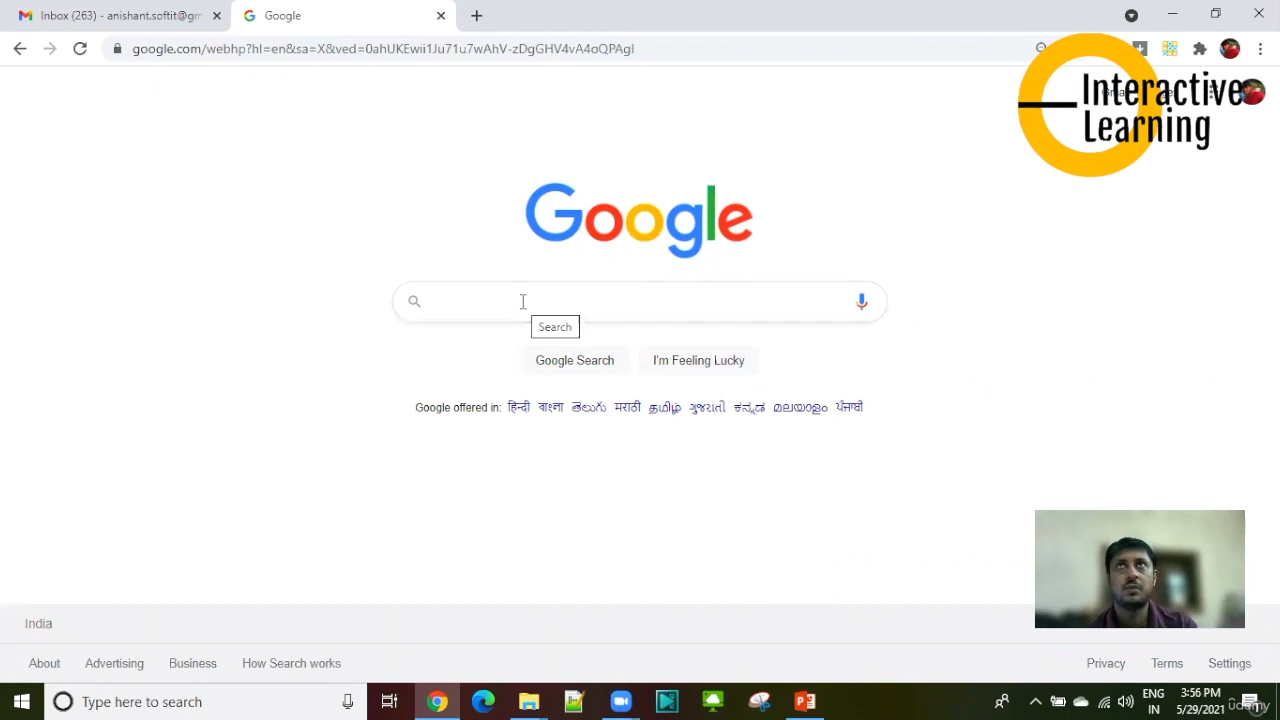 Inbox (263) - anishant.softit@gm
Google
google.com/webhp?hl=en&sa=X&ved=0ahUKEwii1Ju71u7wAhV-zDgGHV4vA4oQPAgI
Interactive
Learning
Google
Search
Google Search
I'm Feeling Lucky
Google offered in: हिन्दी বাংলা తెలుగు मराठी தமிழ் ગુજરાતી ಕನ್ನಡ മലയാളം ਪੰਜਾਬੀ
India
About Advertising Business How Search works
Privacy Terms Settings
Type here to search
ENG
IN
3:56 PM
5/29/2021
udemy